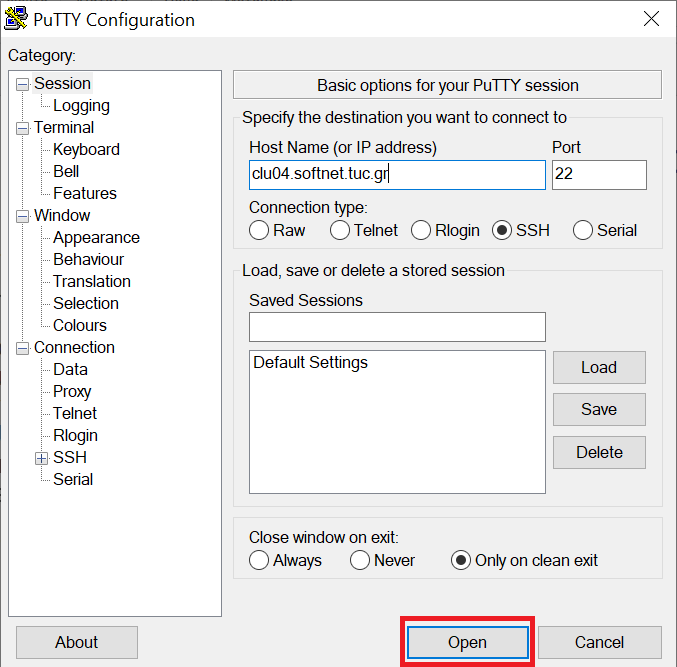 PuTTY Configuration
Category:
Session
Logging
Terminal
Keyboard
Bell
Features
Window
Appearance
Behaviour
Translation
Selection
Colours
Connection
Data
Proxy
Telnet
Rlogin
SSH
Serial
Basic options for your PuTTY session
Specify the destination you want to connect to
Host Name (or IP address) Port
clu04.softnet.tuc.gr 22
Connection type:
Raw Telnet Rlogin SSH Serial
Load, save or delete a stored session
Saved Sessions
Default Settings
Load
Save
Delete
Close window on exit:
Always Never Only on clean exit
About Open Cancel